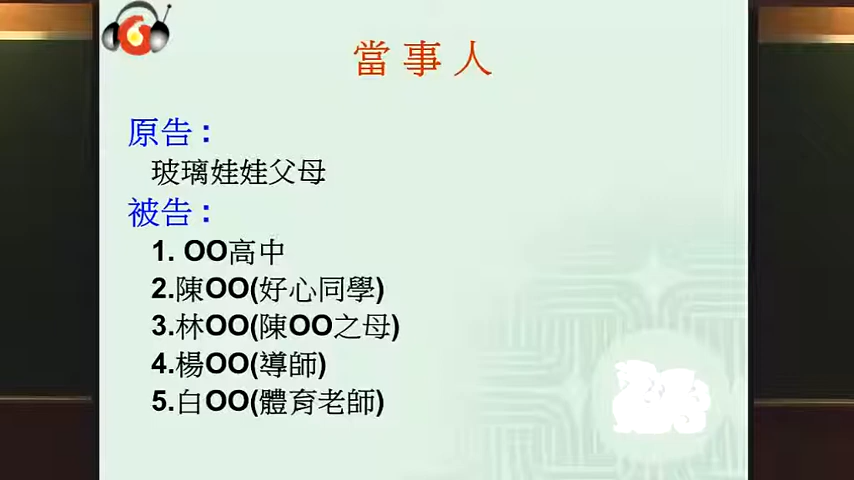 當事人
原告:
玻璃娃娃父母
被告:
1. OO高中
2.陳OO(好心同學)
3.林OO(陳OO之母)
4.楊OO(導師)
5.白OO(體育老師)